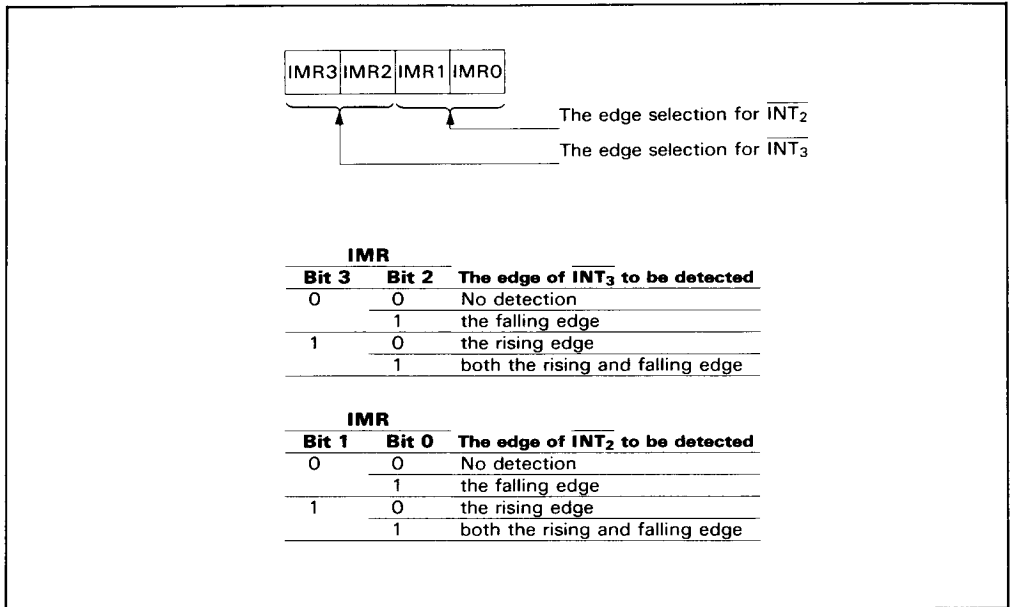 IMR3 IMR2 IMR1 IMR0
The edge selection for INT2
The edge selection for INT3
IMR
Bit 3 Bit 2 The edge of INT3 to be detected
0 0 No detection
1 the falling edge
1 0 the rising edge
1 both the rising and falling edge
IMR
Bit 1 Bit 0 The edge of INT2 to be detected
0 0 No detection
1 the falling edge
1 0 the rising edge
1 both the rising and falling edge